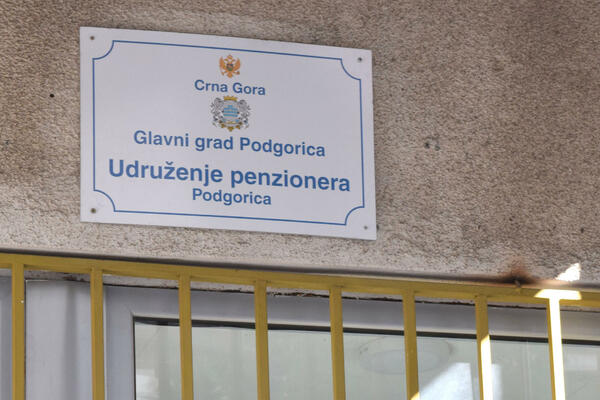 Crna Gora
Glavni grad Podgorica
Udruženje penzionera
Podgorica